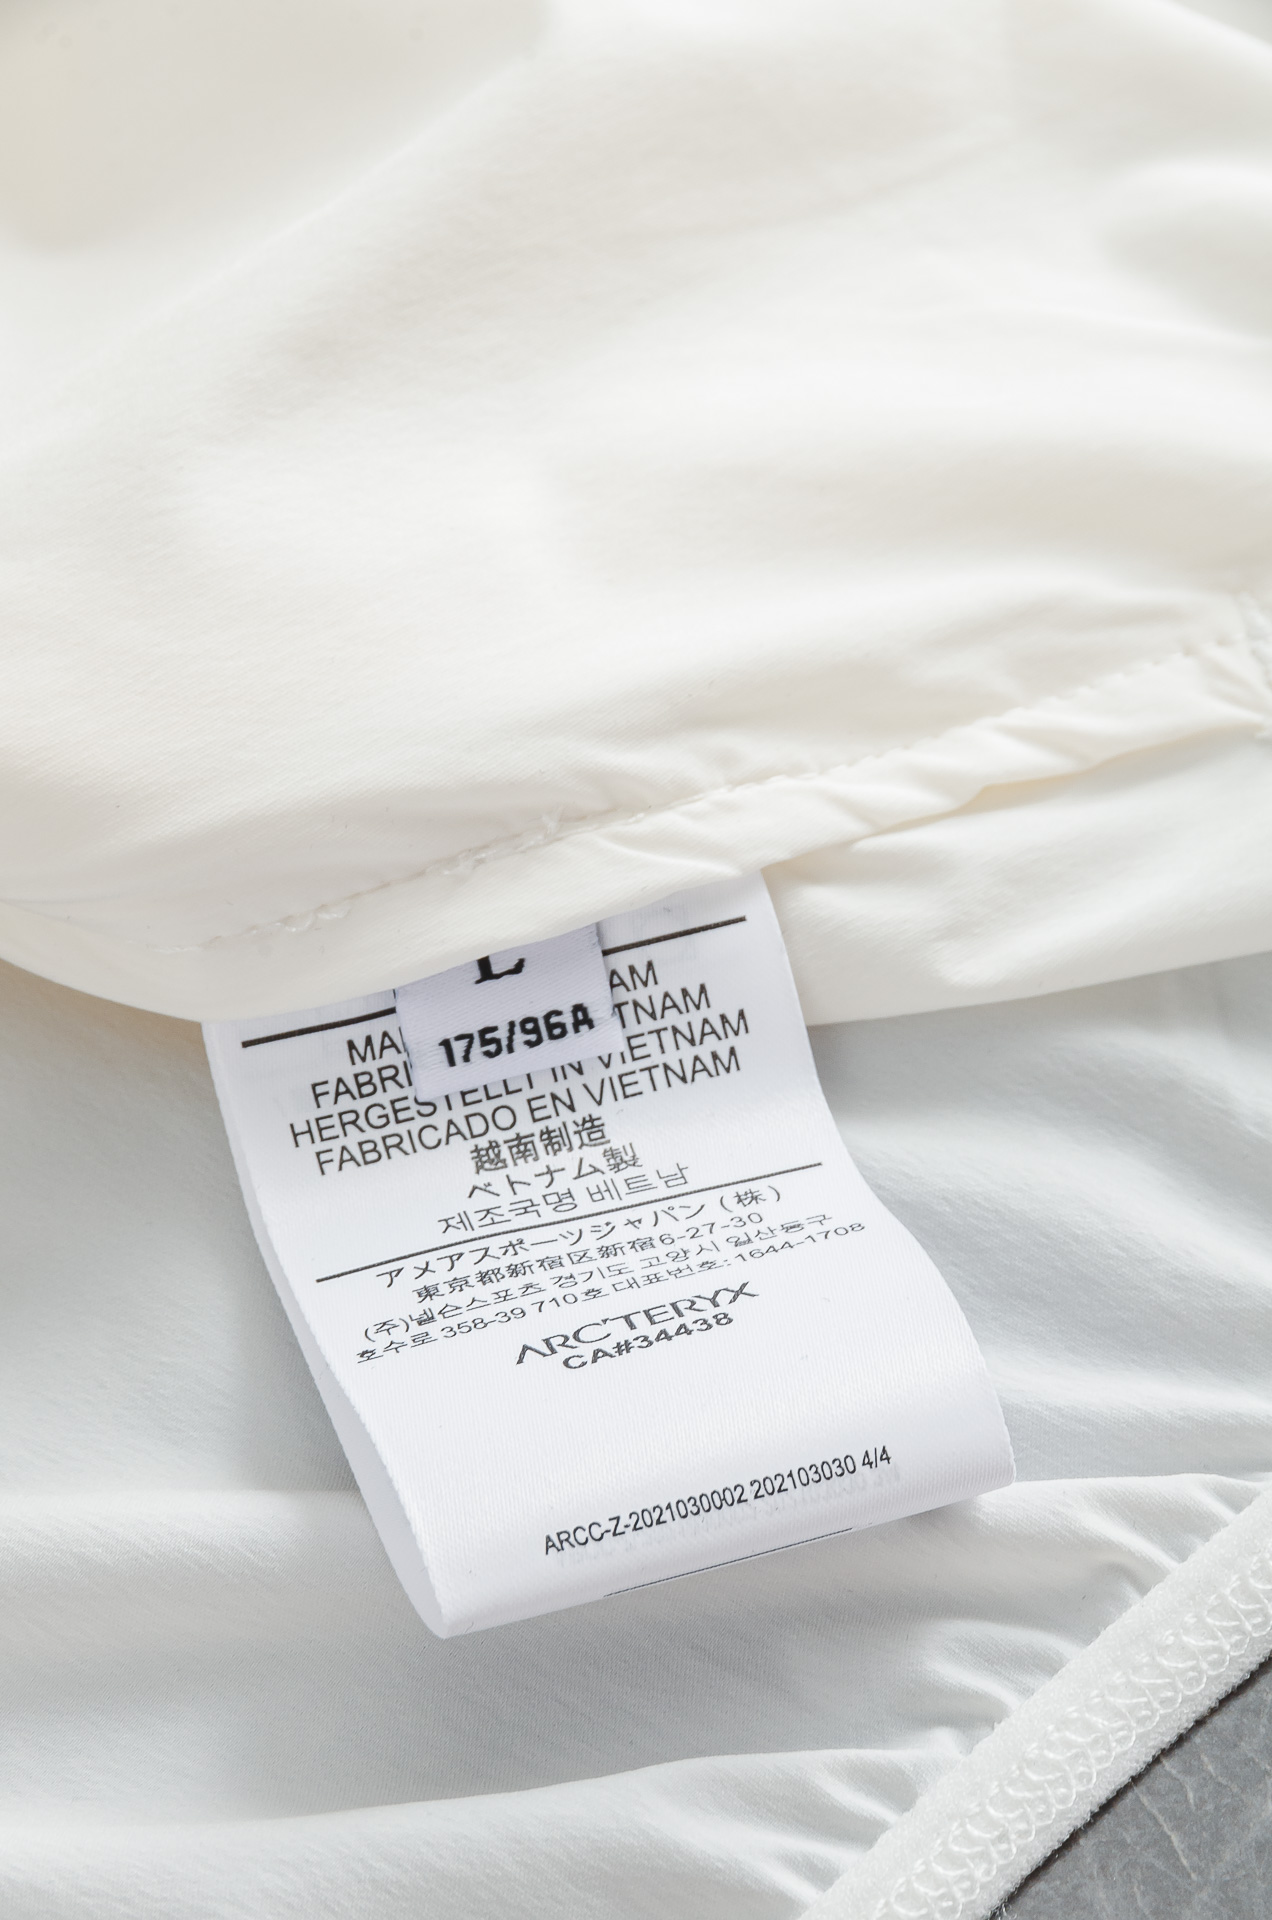 L
175/96A
MA AM
FABRI TNAM
HERGESTELLT IN VIETNAM
FABRICADO EN VIETNAM
越南制造
ベトナム製
제조국명 베트남
アメアスポーツジャパン（株）
東京都新宿区新宿6-27-30
(주)넬슨스포츠 경기도 고양시 일산동구
호수로 358-39 710호 대표번호: 1644-1708
ARC'TERYX
CA#34438
ARCC-Z-2021030002 202103030 4/4